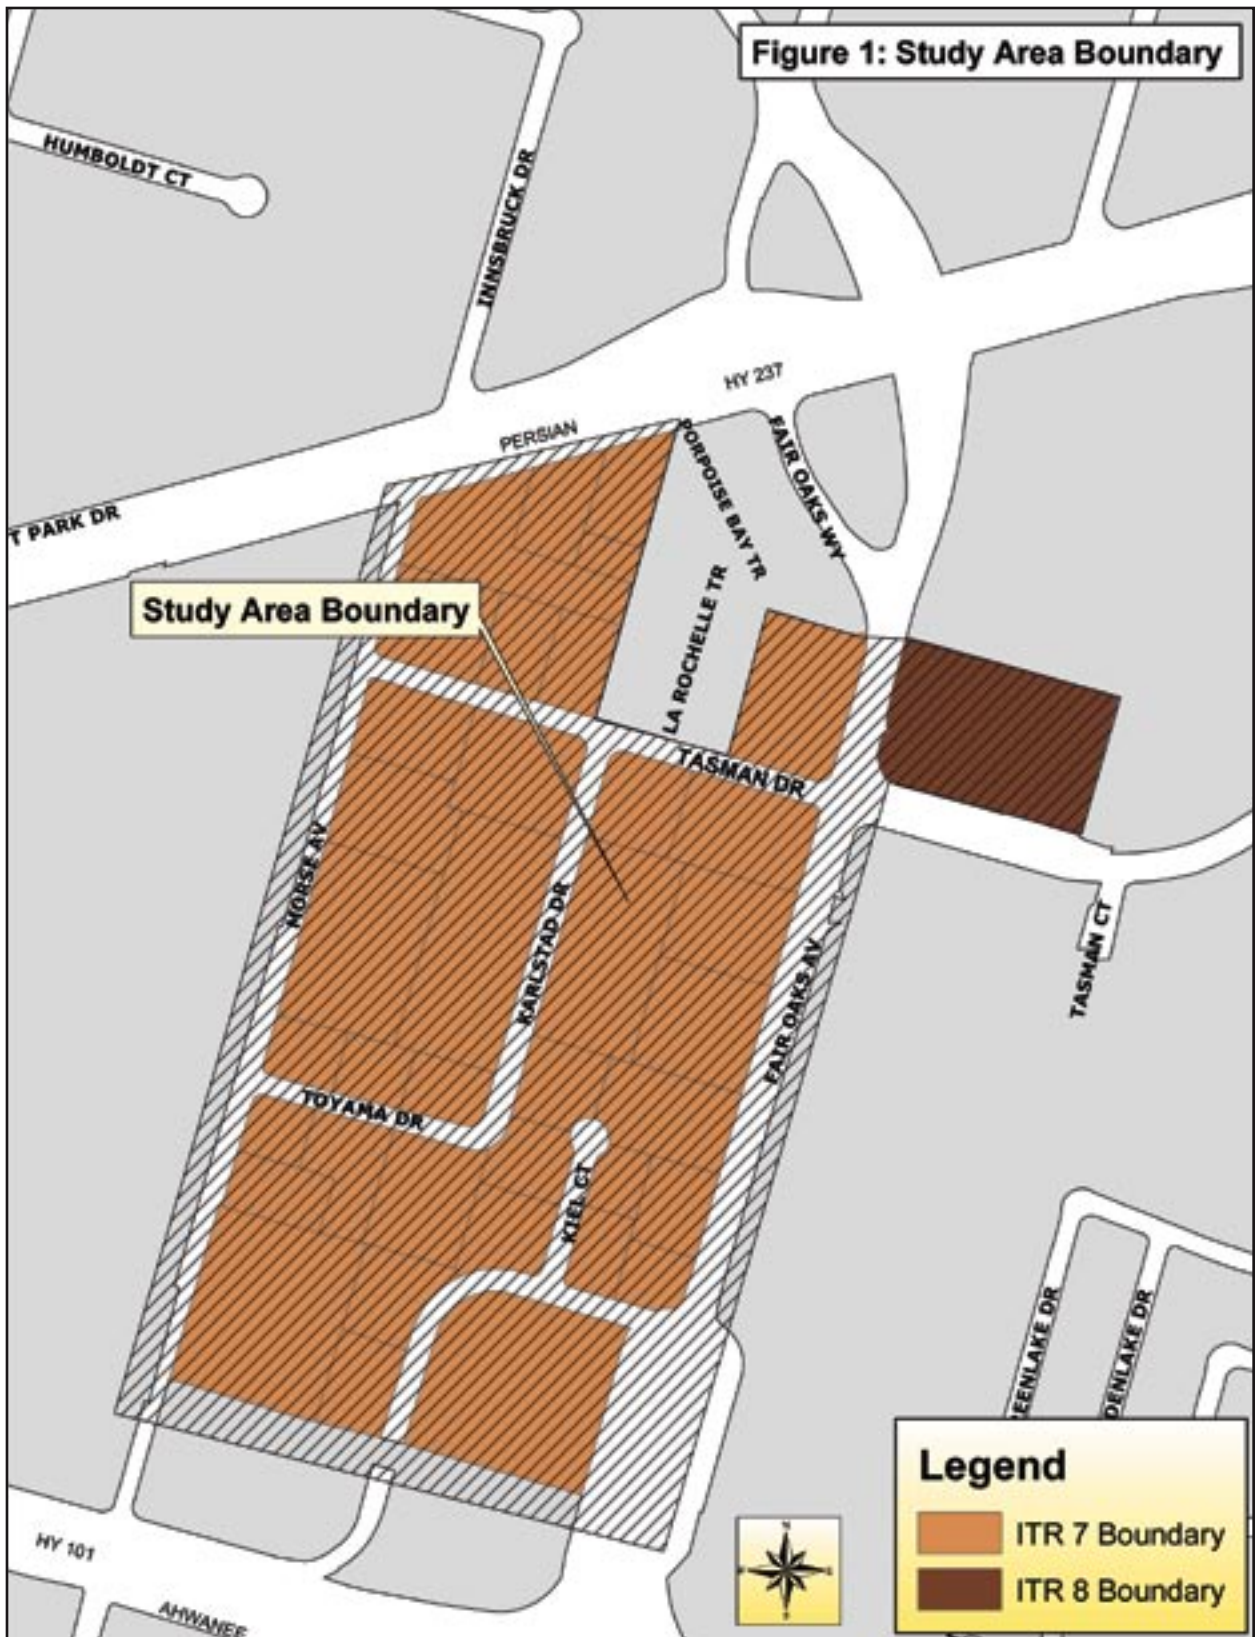 Figure 1: Study Area Boundary
HUMBOLDT CT
INNSBRUCK DR
HY 237
PERSIAN
PORPOISE BAY TR
FAIR OAKS WY
T PARK DR
Study Area Boundary
LA ROCHELLE TR
TASMAN DR
MORSE AV
KARLSTAD DR
FAIR OAKS AV
TASMAN CT
TOYAMA DR
KIEL CT
EENLAKE DR
DENLAKE DR
Legend
ITR 7 Boundary
ITR 8 Boundary
HY 101
AHWANEE
N
S